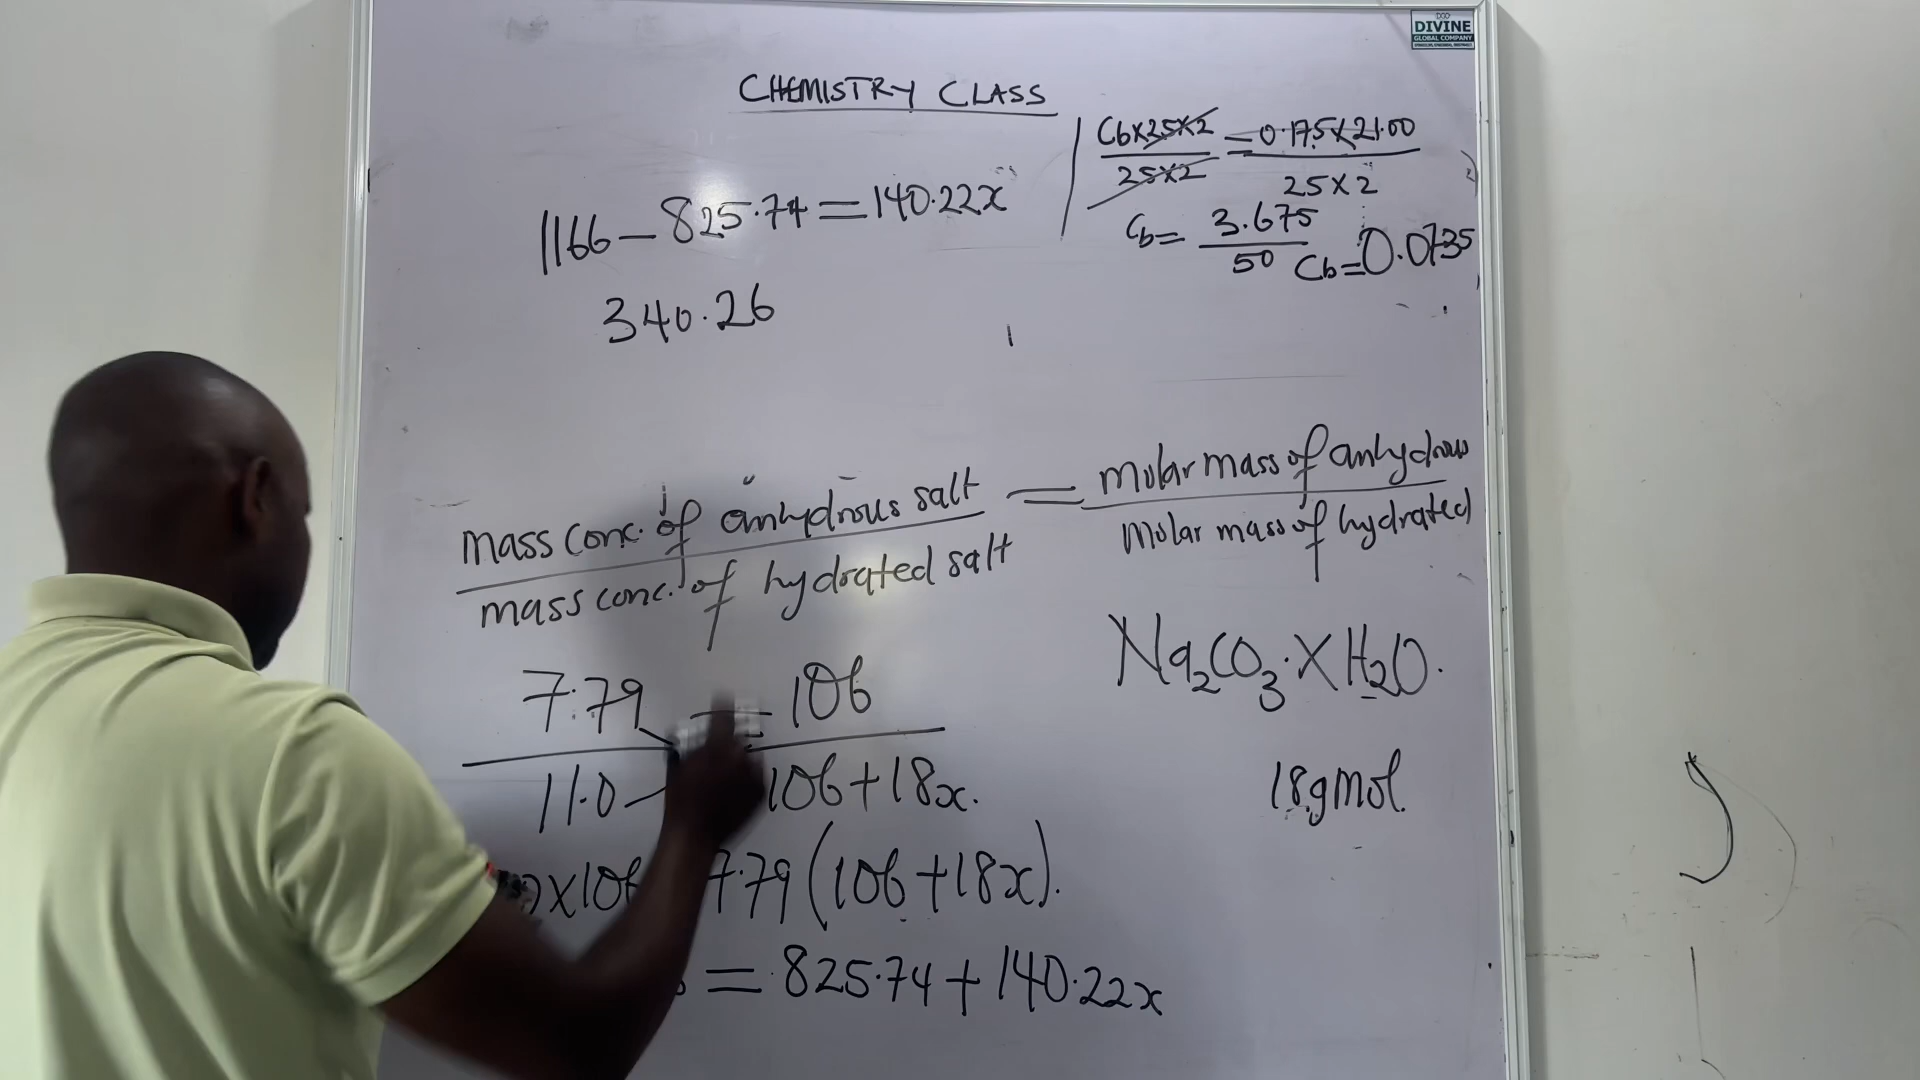 DIVINE
GLOBAL COMPANY
CHEMISTRY CLASS
1166 - 825.74 = 140.22x
340.26
Cb×25×2 = 0.175×21.00
25×2 25×2
Cb = 3.675
50
Cb = 0.0735
mass conc. of anhydrous salt = Molar mass of anhydrous
mass conc. of hydrated salt Molar mass of hydrated
7.79 = 106
11.0 106+18x.
×106 7.79(106+18x).
= 825.74 + 140.22x
Na₂CO₃.XH₂O.
18gmol